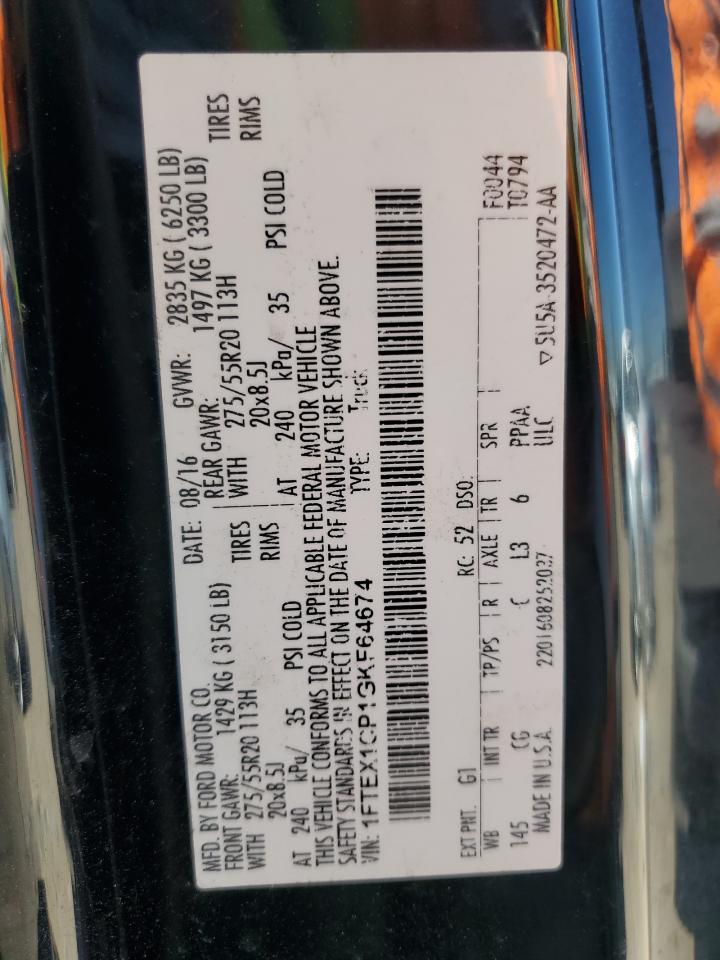 MFD. BY FORD MOTOR CO. DATE: 08/16 GVWR: 2835 KG ( 6250 LB)
FRONT GAWR: 1429 KG ( 3150 LB) REAR GAWR: 1497 KG ( 3300 LB)
WITH 275/55R20 113H TIRES WITH 275/55R20 113H TIRES
20x8.5J RIMS 20x8.5J RIMS
AT 240 kPa/ 35 PSI COLD AT 240 kPa/ 35 PSI COLD
THIS VEHICLE CONFORMS TO ALL APPLICABLE FEDERAL MOTOR VEHICLE
SAFETY STANDARDS IN EFFECT ON THE DATE OF MANUFACTURE SHOWN ABOVE.
VIN: 1FTEX1CP1GKF64674 TYPE: Truck
EXT PNT. G1 RC: 52 DSO:
WB INT TR TP/PS R AXLE TR SPR F0044
145 CG C L3 6 PPAA T0794
MADE IN U.S.A. ULC
2201608252027 ▽5U5A-3520472-AA